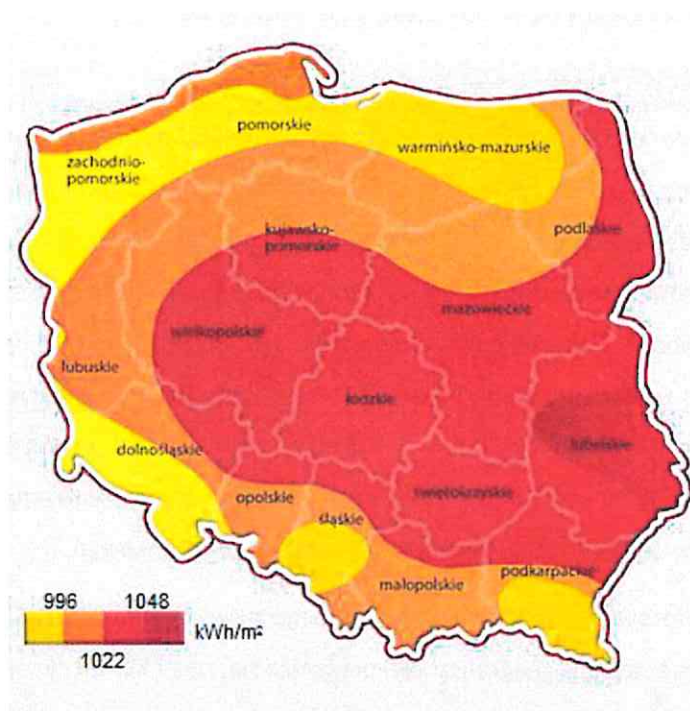 pomorskie
warmińsko-mazurskie
zachodnio-
pomorskie
kujawsko-
pomorskie
podlaskie
mazowieckie
wielkopolskie
lubuskie
łódzkie
lubelskie
dolnośląskie
opolskie
śląskie
świętokrzyskie
małopolskie
podkarpackie
996 1048
kWh/m²
1022